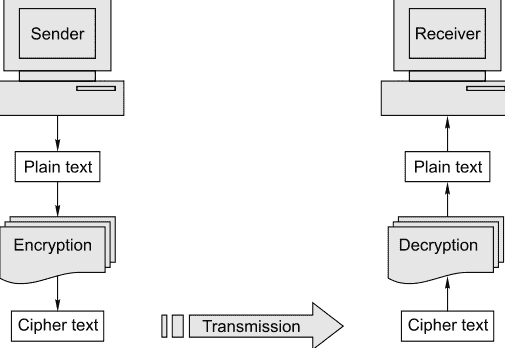 Sender
Receiver
Plain text
Plain text
Encryption
Decryption
Cipher text
Transmission
Cipher text